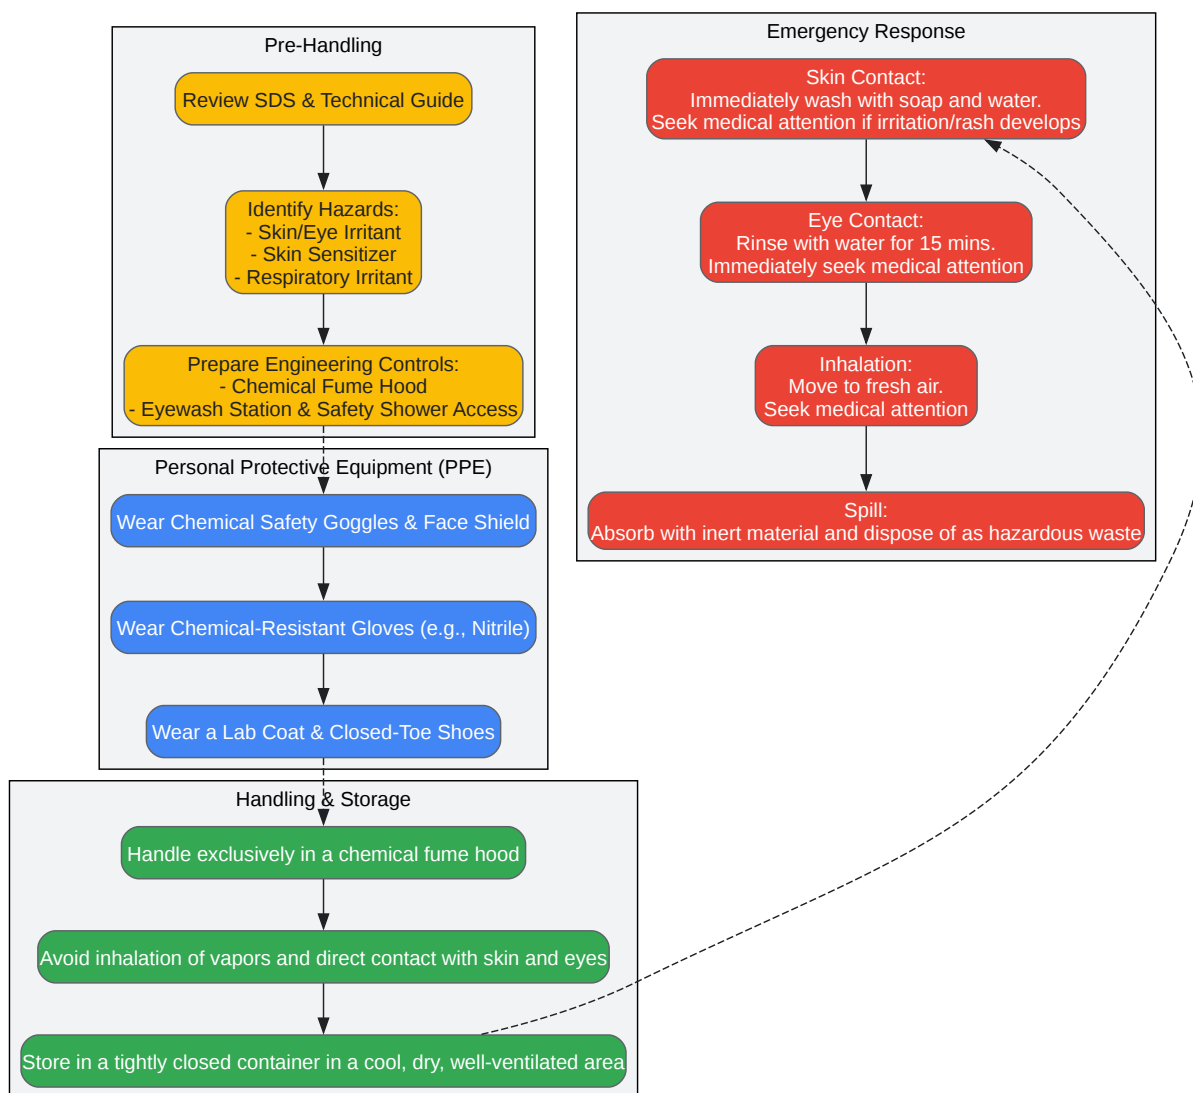 Pre-Handling
Review SDS & Technical Guide
Identify Hazards:
- Skin/Eye Irritant
- Skin Sensitizer
- Respiratory Irritant
Prepare Engineering Controls:
- Chemical Fume Hood
- Eyewash Station & Safety Shower Access
Personal Protective Equipment (PPE)
Wear Chemical Safety Goggles & Face Shield
Wear Chemical-Resistant Gloves (e.g., Nitrile)
Wear a Lab Coat & Closed-Toe Shoes
Handling & Storage
Handle exclusively in a chemical fume hood
Avoid inhalation of vapors and direct contact with skin and eyes
Store in a tightly closed container in a cool, dry, well-ventilated area
Emergency Response
Skin Contact:
Immediately wash with soap and water.
Seek medical attention if irritation/rash develops
Eye Contact:
Rinse with water for 15 mins.
Immediately seek medical attention
Inhalation:
Move to fresh air.
Seek medical attention
Spill:
Absorb with inert material and dispose of as hazardous waste